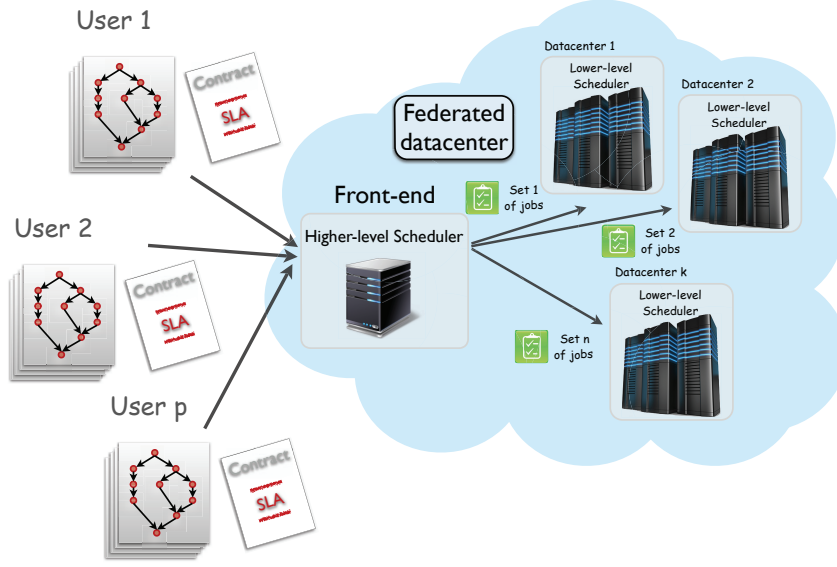 User 1
Contract
SLA
User 2
Contract
SLA
User p
Contract
SLA
Federated
datacenter
Front-end
Higher-level Scheduler
Set 1
of jobs
Set 2
of jobs
Set n
of jobs
Datacenter 1
Lower-level
Scheduler
Datacenter 2
Lower-level
Scheduler
Datacenter k
Lower-level
Scheduler